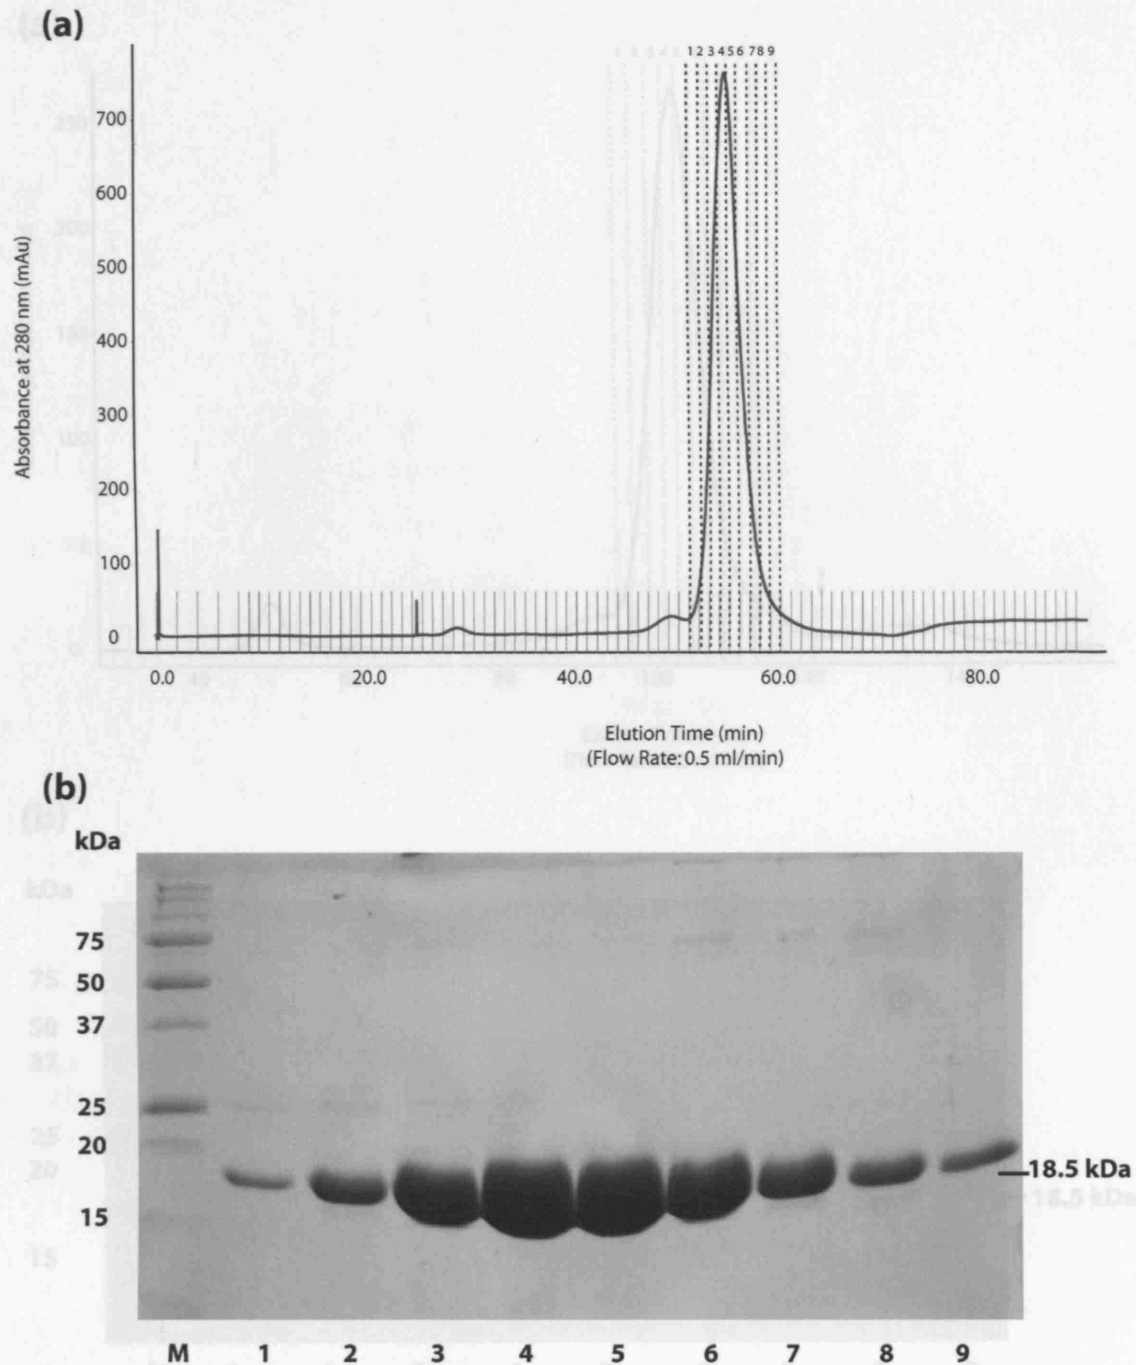 (a)
1 2 3 4 5 6 7 8 9
700
600
500
400
300
200
100
0
Absorbance at 280 nm (mAu)
0.0 20.0 40.0 60.0 80.0
Elution Time (min)
(Flow Rate: 0.5 ml/min)
(b)
kDa
75
50
37
25
20
15
18.5 kDa
M 1 2 3 4 5 6 7 8 9